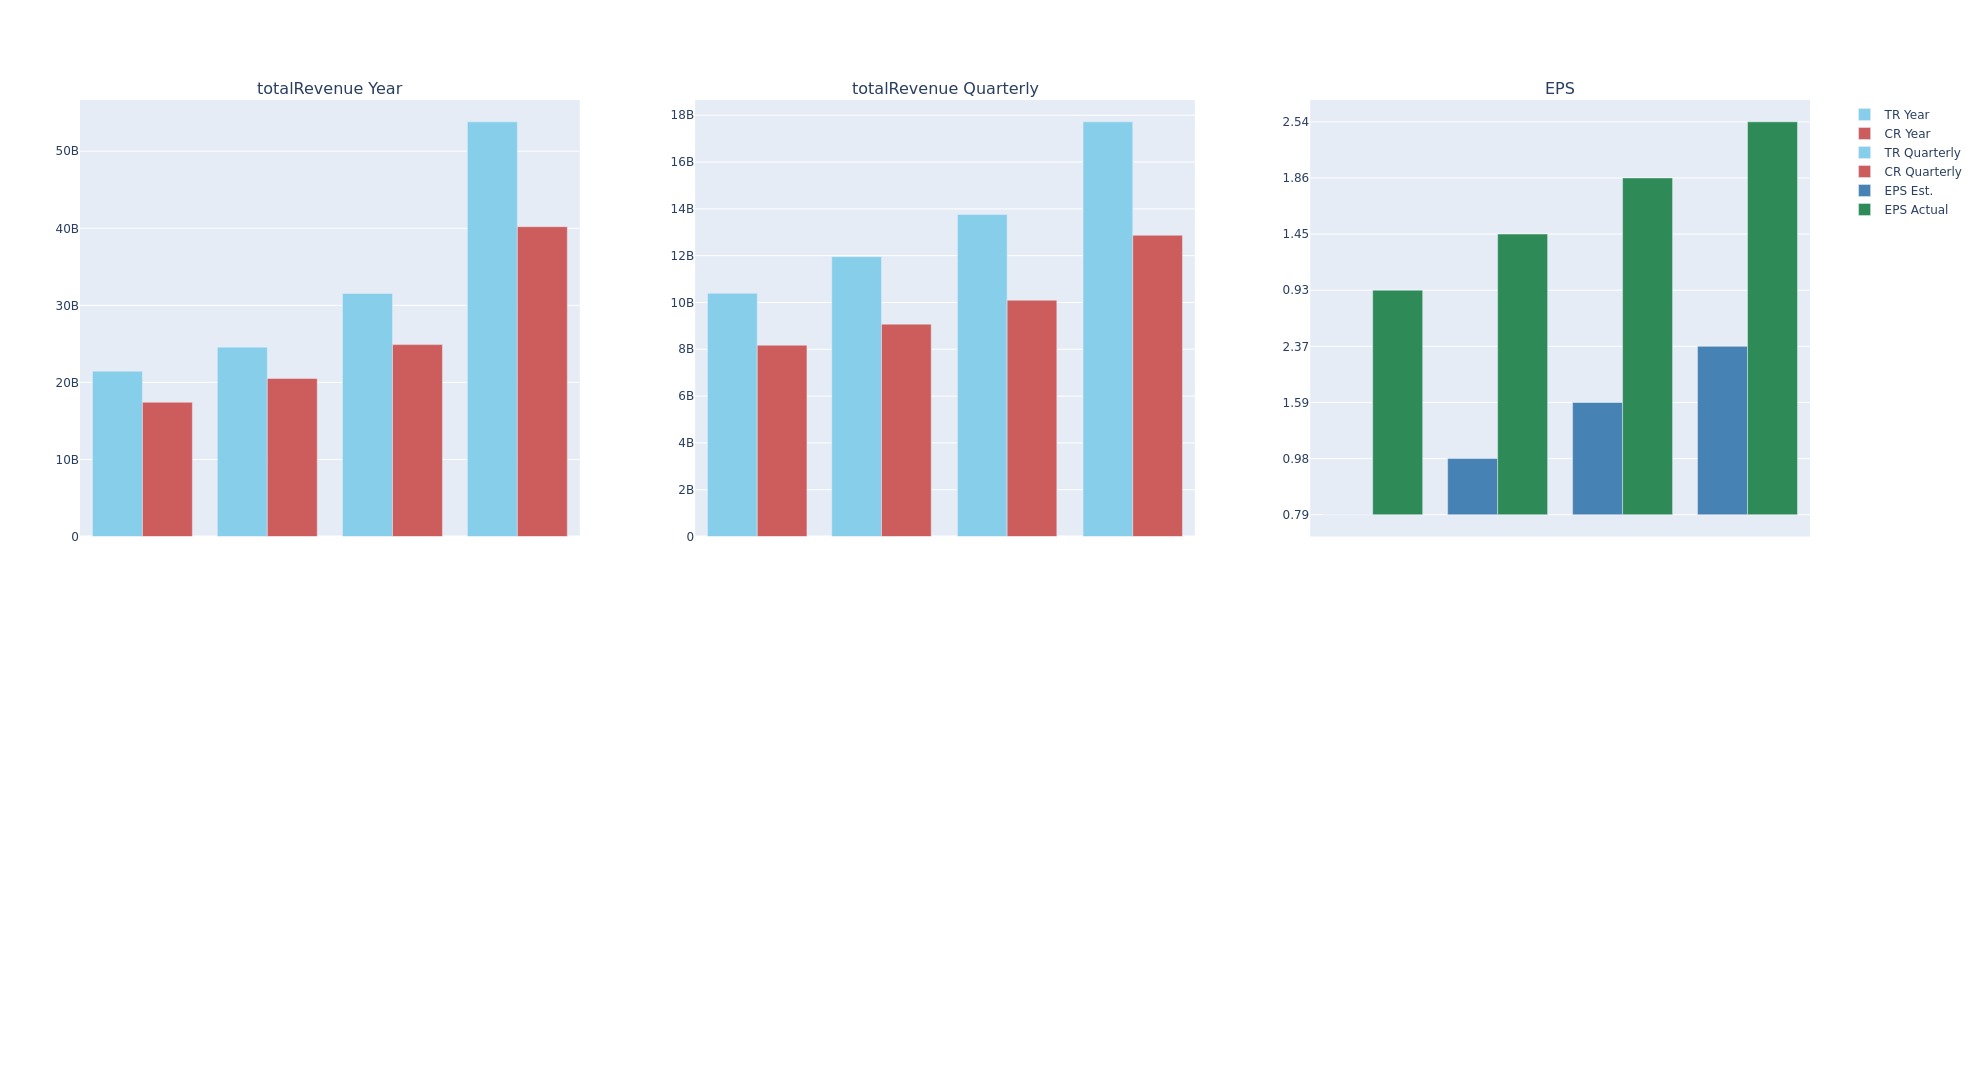 totalRevenue Year
50B
40B
30B
20B
10B
0
totalRevenue Quarterly
18B
16B
14B
12B
10B
8B
6B
4B
2B
0
EPS
2.54
1.86
1.45
0.93
2.37
1.59
0.98
0.79
TR Year
CR Year
TR Quarterly
CR Quarterly
EPS Est.
EPS Actual